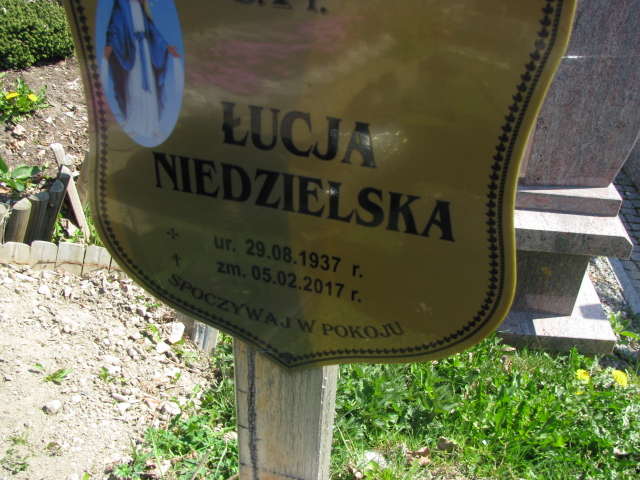 Ś. † P.
ŁUCJA
NIEDZIELSKA
ur. 29.08.1937 r.
zm. 05.02.2017 r.
SPOCZYWAJ W POKOJU